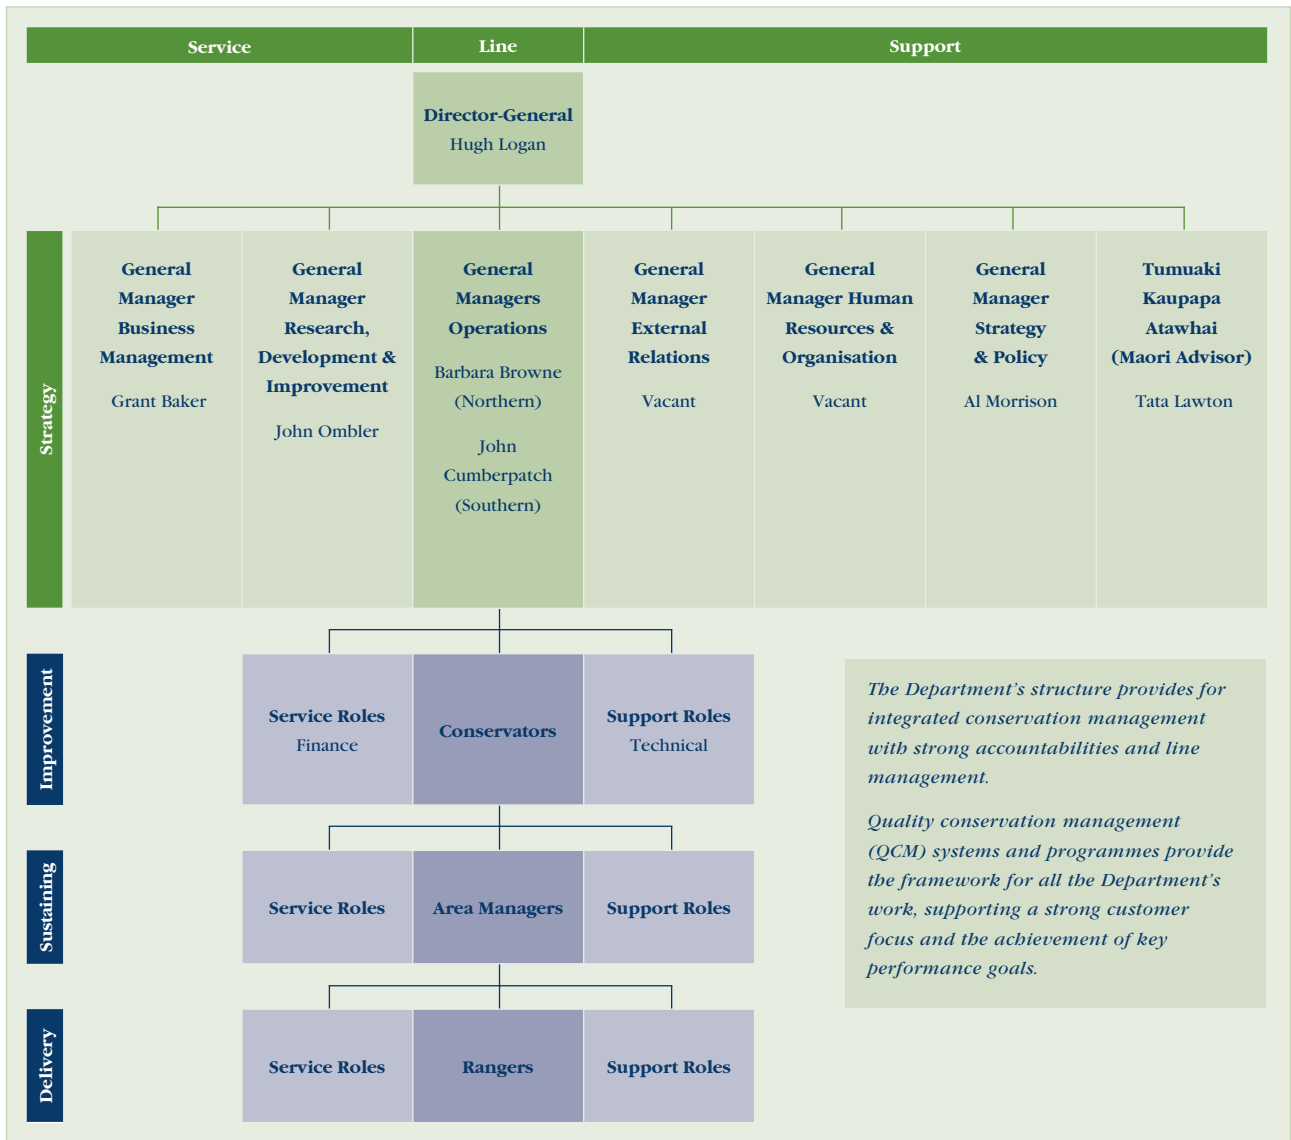 Service
Line
Support
Director-General
Hugh Logan
Strategy
General
Manager
Business
Management
Grant Baker
General
Manager
Research,
Development &
Improvement
John Ombler
General
Managers
Operations
Barbara Browne
(Northern)
John
Cumberpatch
(Southern)
General
Manager
External
Relations
Vacant
General
Manager Human
Resources &
Organisation
Vacant
General
Manager
Strategy
& Policy
Al Morrison
Tumuaki
Kaupapa
Atawhai
(Maori Advisor)
Tata Lawton
Improvement
Service Roles
Finance
Conservators
Support Roles
Technical
The Department's structure provides for
integrated conservation management
with strong accountabilities and line
management.
Quality conservation management
(QCM) systems and programmes provide
the framework for all the Department's
work, supporting a strong customer
focus and the achievement of key
performance goals.
Sustaining
Service Roles
Area Managers
Support Roles
Delivery
Service Roles
Rangers
Support Roles